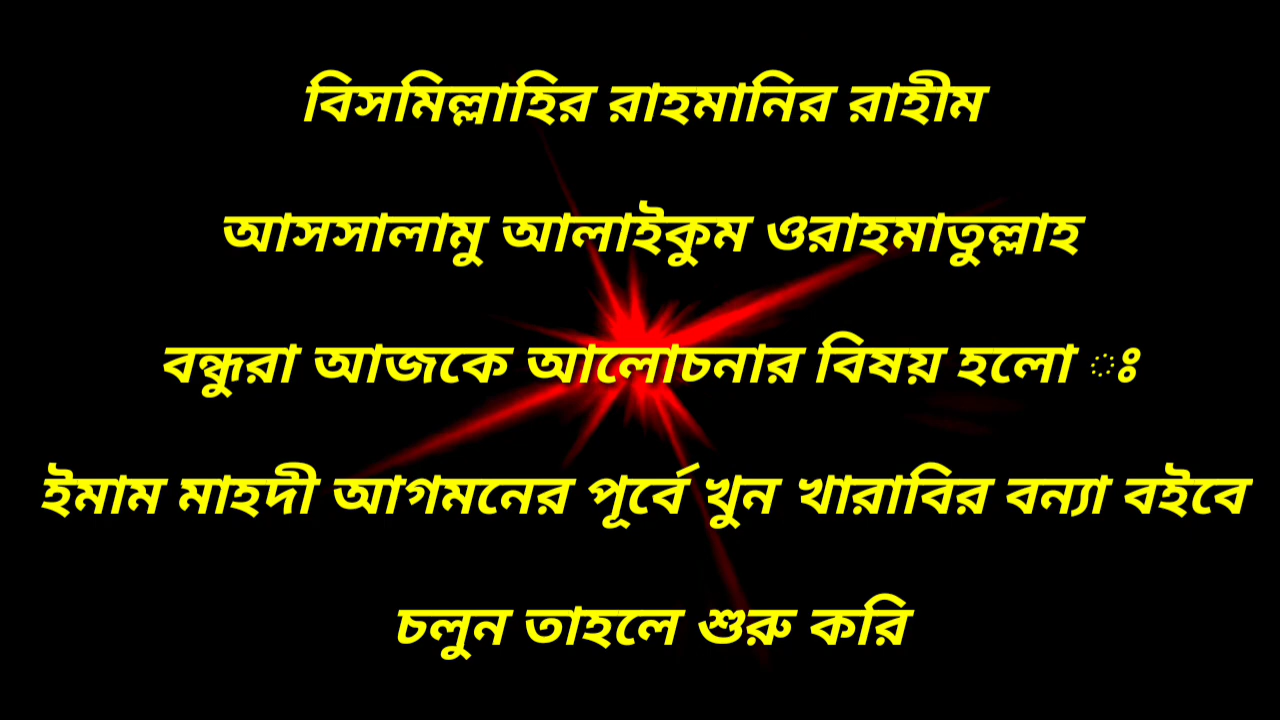 বিসমিল্লাহির রাহমানির রাহীম
আসসালামু আলাইকুম ওরাহমাতুল্লাহ
বন্ধুরা আজকে আলোচনার বিষয় হলো ঃ
ইমাম মাহদী আগমনের পূর্বে খুন খারাবির বন্যা বইবে
চলুন তাহলে শুরু করি